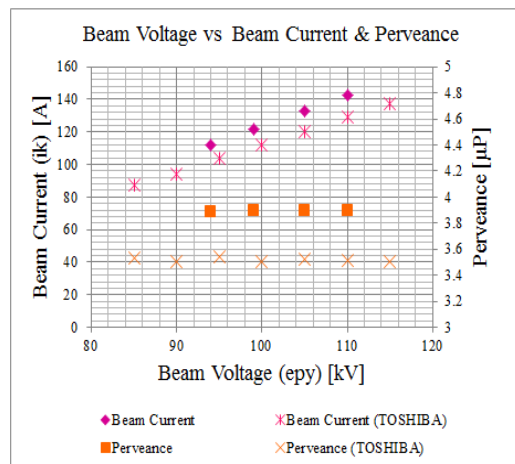 Beam Voltage vs Beam Current & Perveance
160
140
120
100
80
60
40
20
0
Beam Current (ik) [A]
5
4.8
4.6
4.4
4.2
4
3.8
3.6
3.4
3.2
3
Perveance [µP]
80 90 100 110 120
Beam Voltage (epy) [kV]
Beam Current Beam Current (TOSHIBA)
Perveance Perveance (TOSHIBA)